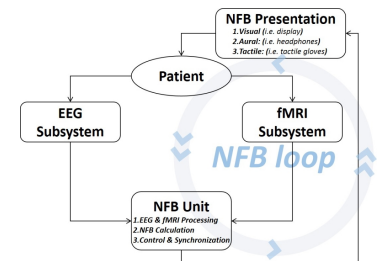 NFB Presentation
1.Visual (i.e. display)
2.Aural: (i.e. headphones)
3.Tactile: (i.e. tactile gloves)
Patient
EEG
Subsystem
fMRI
Subsystem
NFB loop
NFB Unit
1.EEG & fMRI Processing
2.NFB Calculation
3.Control & Synchronization